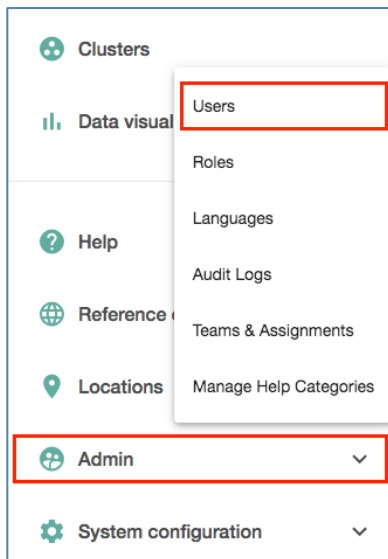 Clusters
Data visual
Help
Reference
Locations
Admin
System configuration
Users
Roles
Languages
Audit Logs
Teams & Assignments
Manage Help Categories